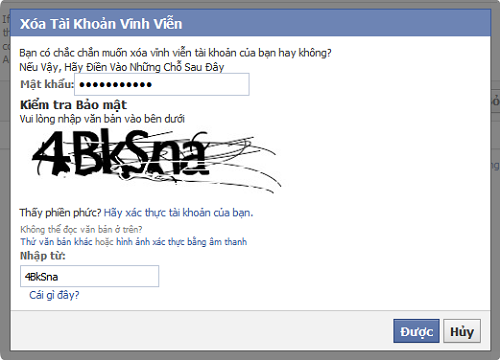 Xóa Tài Khoản Vĩnh Viễn
Bạn có chắc chắn muốn xóa vĩnh viễn tài khoản của bạn hay không?
Nếu Vậy, Hãy Điền Vào Những Chỗ Sau Đây
Mật khẩu:
Kiểm tra Bảo mật
Vui lòng nhập văn bản vào bên dưới
4BkSna
Thấy phiền phức? Hãy xác thực tài khoản của bạn.
Không thể đọc văn bản ở trên?
Thử văn bản khác hoặc hình ảnh xác thực bằng âm thanh
Nhập từ:
4BkSna
Cái gì đây?
Được Hủy